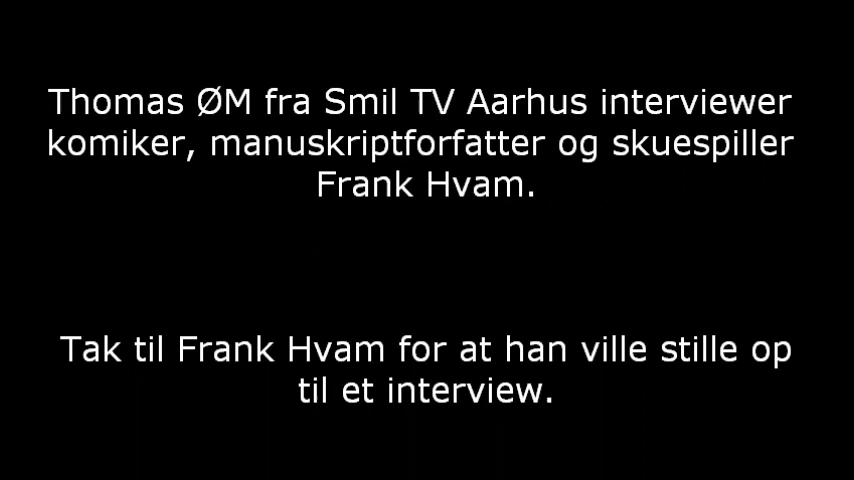 Thomas ØM fra Smil TV Aarhus interviewer
komiker, manuskriptforfatter og skuespiller
Frank Hvam.
Tak til Frank Hvam for at han ville stille op
til et interview.